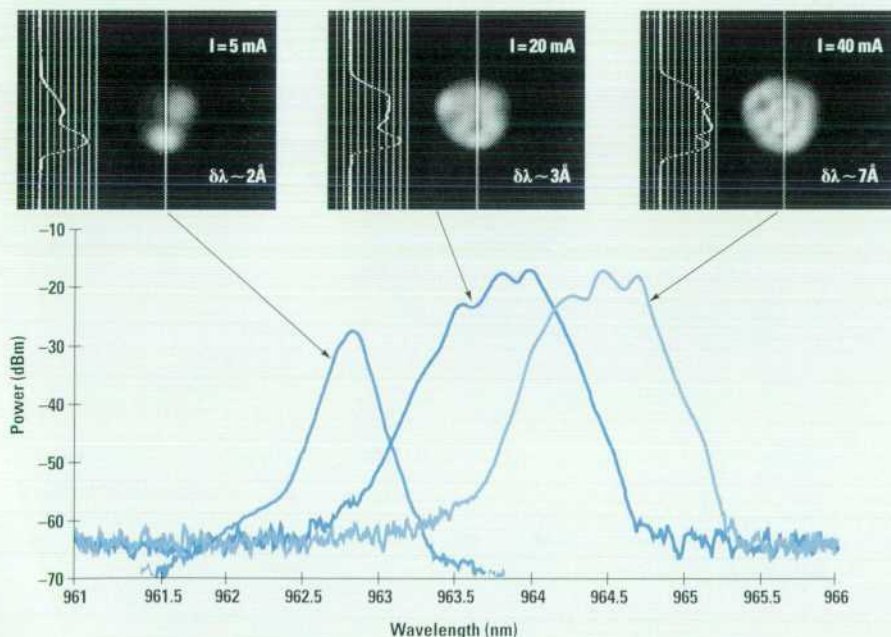 I = 5 mA
δλ ~ 2Å
I = 20 mA
δλ ~ 3Å
I = 40 mA
δλ ~ 7Å
–10
–20
–30
–40
–50
–60
–70
Power (dBm)
961 961.5 962 962.5 963 963.5 964 964.5 965 965.5 966
Wavelength (nm)